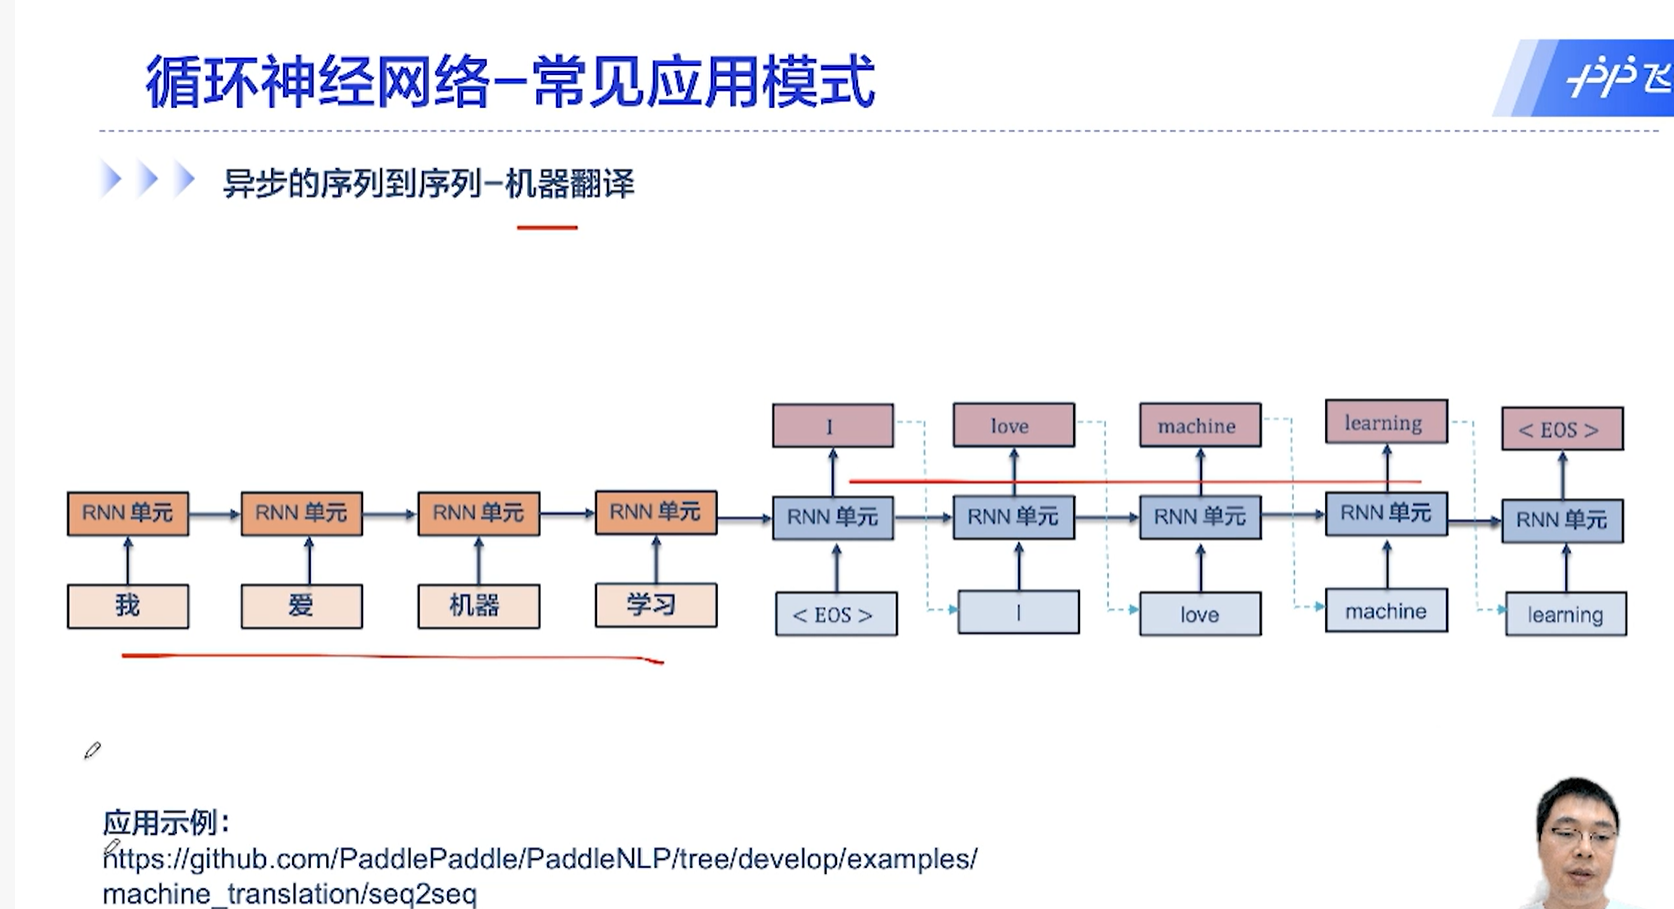 循环神经网络-常见应用模式
飞
异步的序列到序列-机器翻译
I love machine learning < EOS >
RNN 单元 RNN 单元 RNN 单元 RNN 单元 RNN 单元 RNN 单元 RNN 单元 RNN 单元 RNN 单元
我 爱 机器 学习 < EOS > I love machine learning
应用示例：
https://github.com/PaddlePaddle/PaddleNLP/tree/develop/examples/
machine_translation/seq2seq